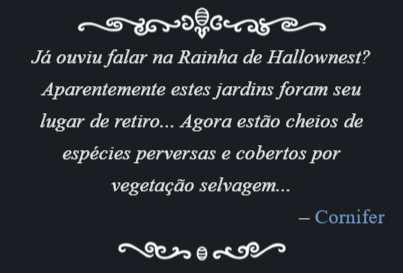 Já ouviu falar na Rainha de Hallownest?
Aparentemente estes jardins foram seu
lugar de retiro... Agora estão cheios de
espécies perversas e cobertos por
vegetação selvagem...
– Cornifer